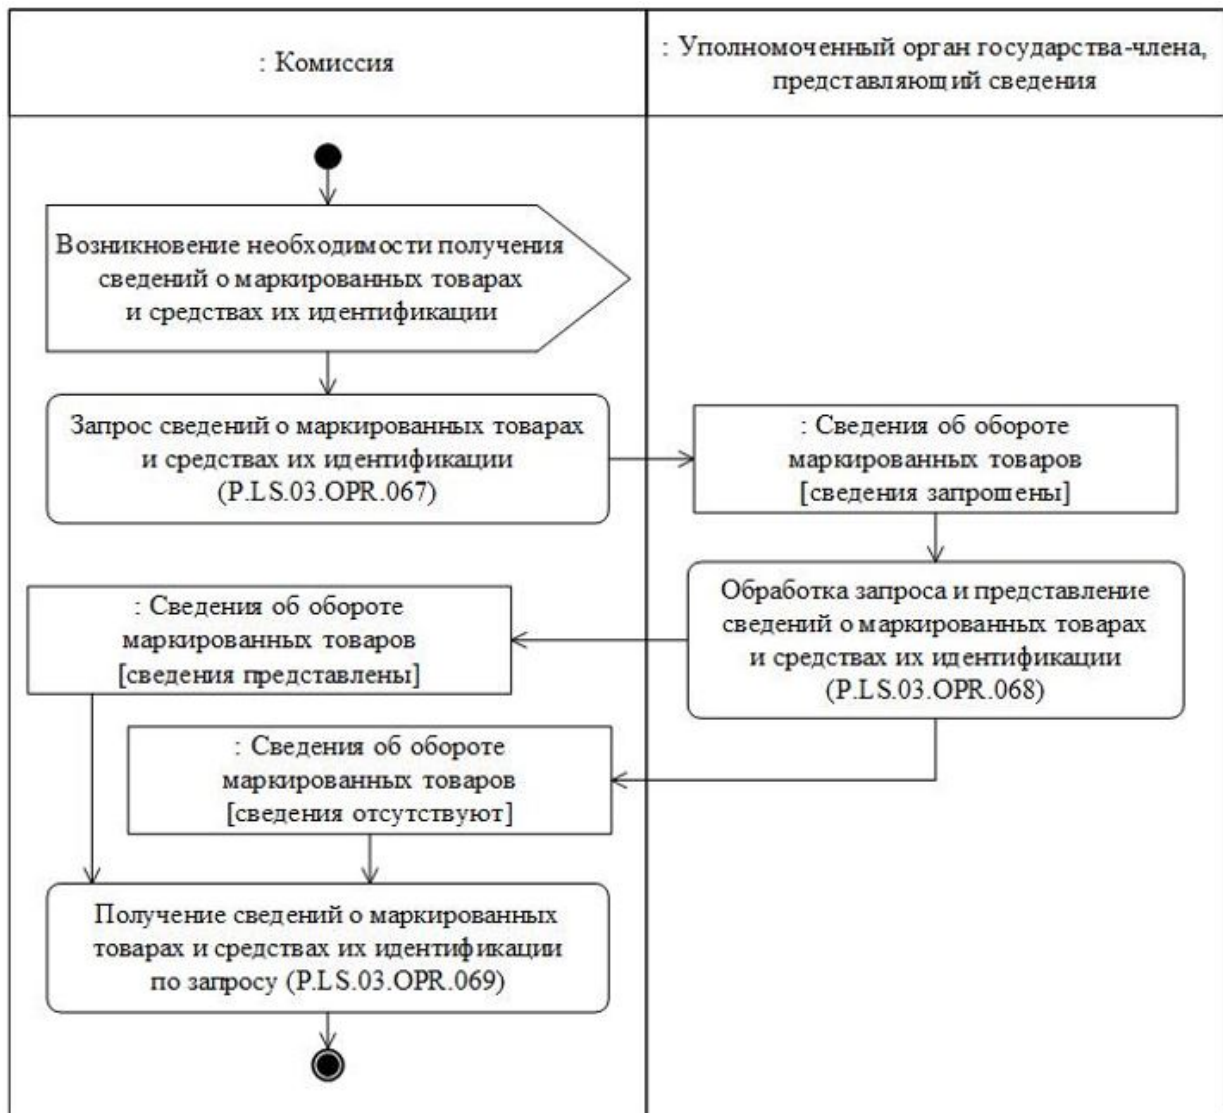 : Комиссия
: Уполномоченный орган государства-члена,
представляющий сведения
Возникновение необходимости получения
сведений о маркированных товарах
и средствах их идентификации
Запрос сведений о маркированных товарах
и средствах их идентификации
(P.LS.03.OPR.067)
: Сведения об обороте
маркированных товаров
[сведения запрошены]
Обработка запроса и представление
сведений о маркированных товарах
и средствах их идентификации
(P.LS.03.OPR.068)
: Сведения об обороте
маркированных товаров
[сведения представлены]
: Сведения об обороте
маркированных товаров
[сведения отсутствуют]
Получение сведений о маркированных
товарах и средствах их идентификации
по запросу (P.LS.03.OPR.069)